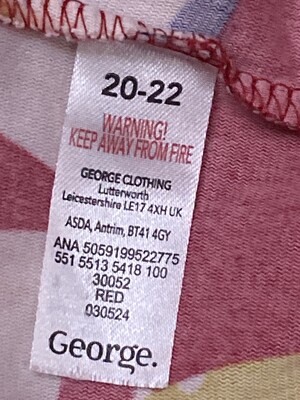 20-22
WARNING!
KEEP AWAY FROM FIRE
GEORGE CLOTHING
Lutterworth
Leicestershire LE17 4XH UK
ASDA, Antrim, BT41 4GY
ANA 5059199522775
551 5513 5418 100
30052
RED
030524
George.